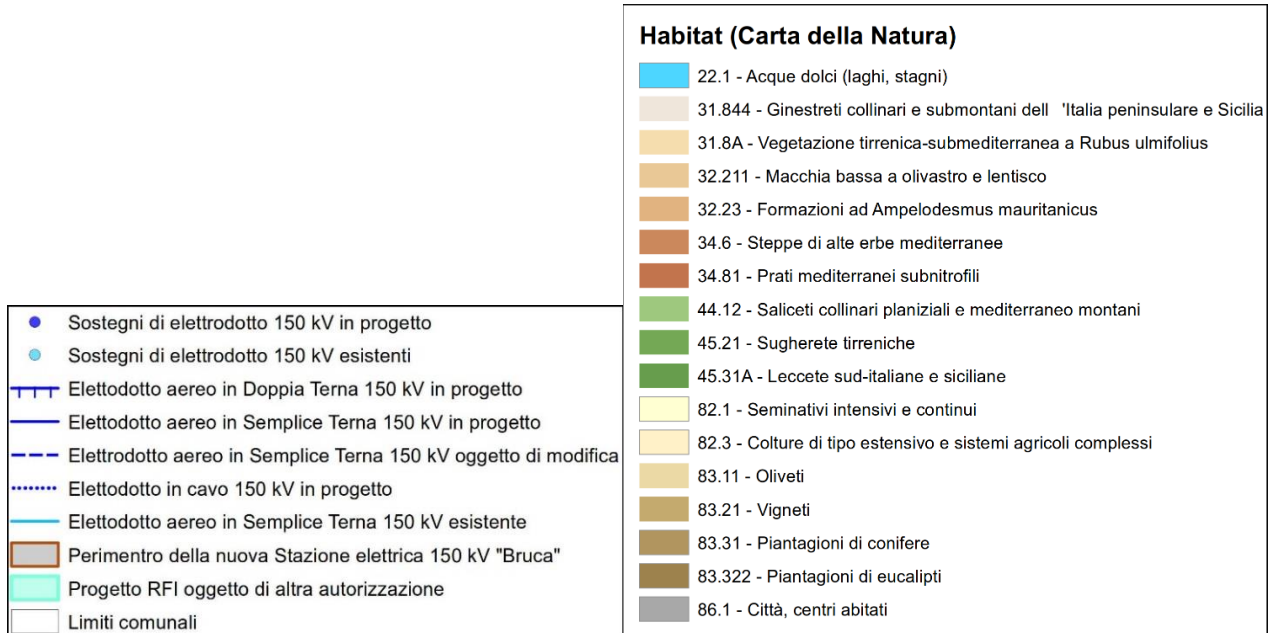 Sostegni di elettrodotto 150 kV in progetto
Sostegni di elettrodotto 150 kV esistenti
Elettodotto aereo in Doppia Terna 150 kV in progetto
Elettodotto aereo in Semplice Terna 150 kV in progetto
Elettrodotto aereo in Semplice Terna 150 kV oggetto di modifica
Elettodotto in cavo 150 kV in progetto
Elettodotto aereo in Semplice Terna 150 kV esistente
Perimentro della nuova Stazione elettrica 150 kV "Bruca"
Progetto RFI oggetto di altra autorizzazione
Limiti comunali
Habitat (Carta della Natura)
22.1 - Acque dolci (laghi, stagni)
31.844 - Ginestreti collinari e submontani dell 'Italia peninsulare e Sicilia
31.8A - Vegetazione tirrenica-submediterranea a Rubus ulmifolius
32.211 - Macchia bassa a olivastro e lentisco
32.23 - Formazioni ad Ampelodesmus mauritanicus
34.6 - Steppe di alte erbe mediterranee
34.81 - Prati mediterranei subnitrofili
44.12 - Saliceti collinari planiziali e mediterraneo montani
45.21 - Sugherete tirreniche
45.31A - Leccete sud-italiane e siciliane
82.1 - Seminativi intensivi e continui
82.3 - Colture di tipo estensivo e sistemi agricoli complessi
83.11 - Oliveti
83.21 - Vigneti
83.31 - Piantagioni di conifere
83.322 - Piantagioni di eucalipti
86.1 - Città, centri abitati